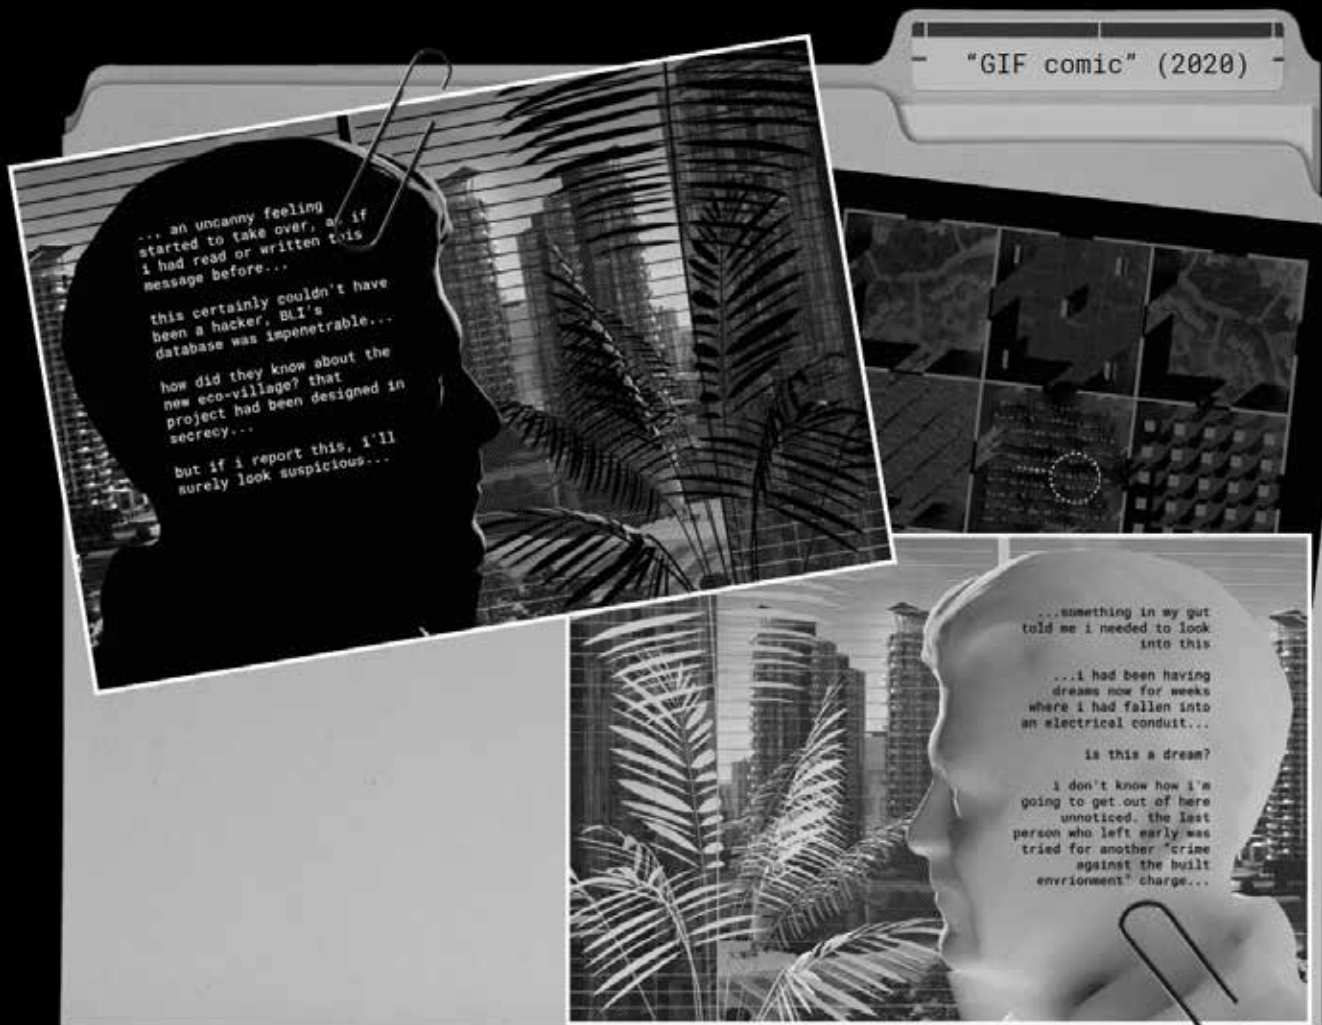 “GIF comic” (2020)
... an uncanny feeling
started to take over, as if
i had read or written this
message before...
this certainly couldn't have
been a hacker, BLI's
database was impenetrable...
how did they know about the
new eco-village? that
project had been designed in
secrecy...
but if i report this, i'll
surely look suspicious...
...something in my gut
told me i needed to look
into this
...i had been having
dreams now for weeks
where i had fallen into
an electrical conduit...
is this a dream?
i don't know how i'm
going to get out of here
unnoticed. the last
person who left early was
tried for another "crime
against the built
envrionment" charge...